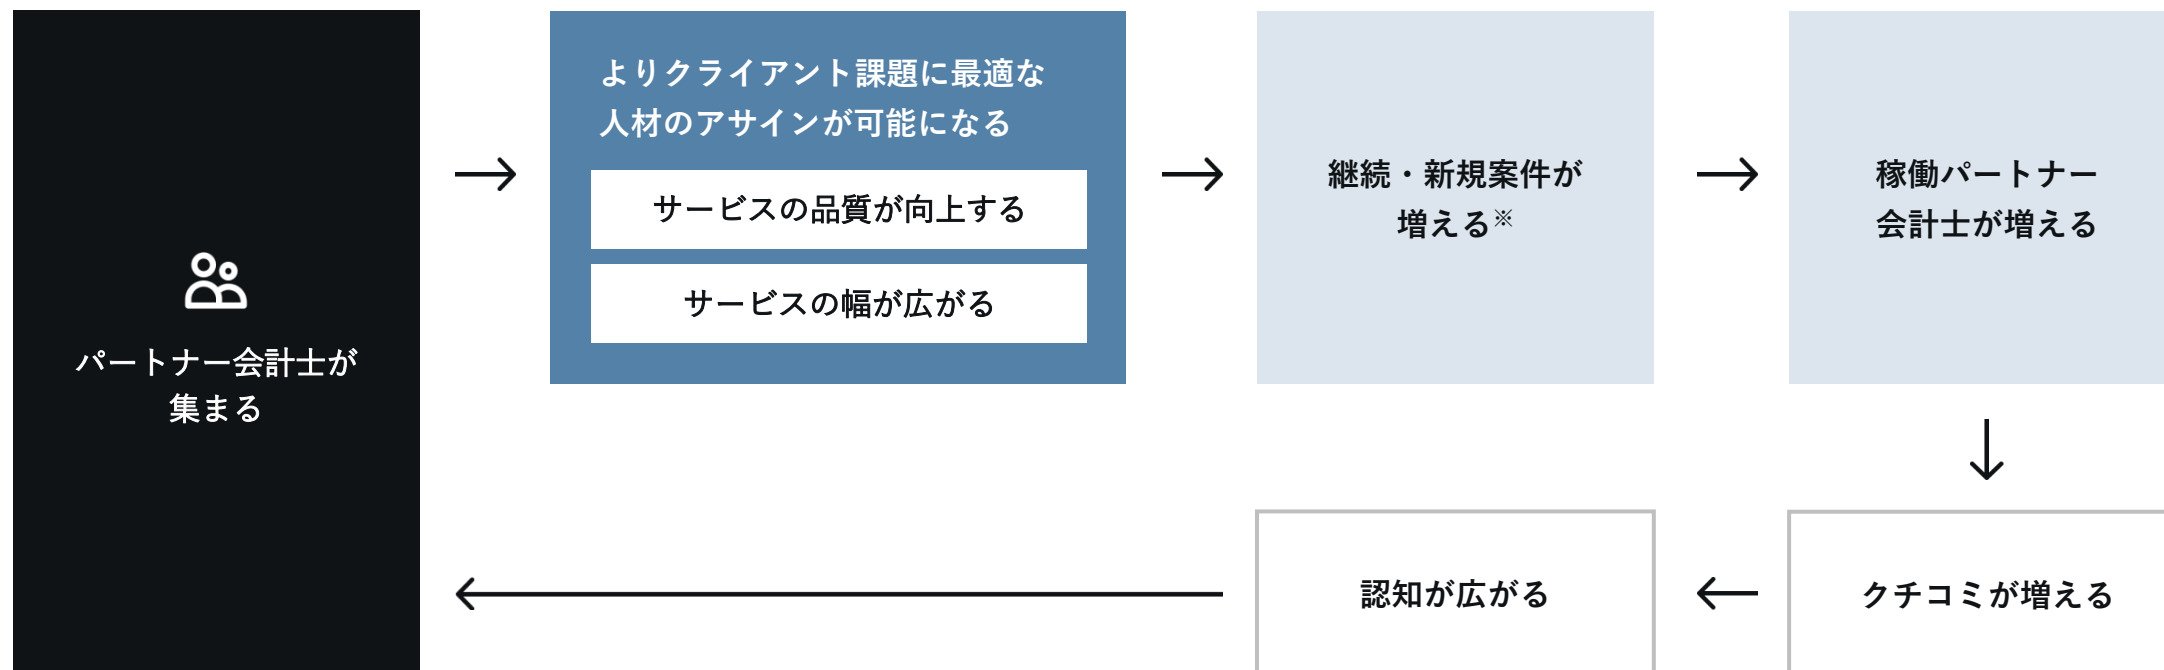 パートナー会計士が
集まる
よりクライアント課題に最適な
人材のアサインが可能になる
サービスの品質が向上する
サービスの幅が広がる
継続・新規案件が
増える※
稼働パートナー
会計士が増える
クチコミが増える
認知が広がる